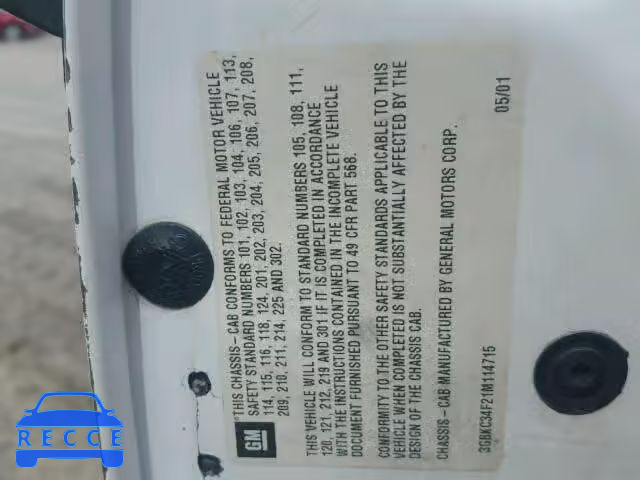 *THIS CHASSIS-CAB CONFORMS TO FEDERAL MOTOR VEHICLE
SAFETY STANDARD NUMBERS 101, 102, 103, 104, 106, 107, 113,
114, 115, 116, 118, 124, 201, 202, 203, 204, 205, 206, 207, 208,
209, 210, 211, 214, 225 AND 302.
THIS VEHICLE WILL CONFORM TO STANDARD NUMBERS 105, 108, 111,
120, 121, 212, 219 AND 301 IF IT IS COMPLETED IN ACCORDANCE
WITH THE INSTRUCTIONS CONTAINED IN THE INCOMPLETE VEHICLE
DOCUMENT FURNISHED PURSUANT TO 49 CFR PART 568.
CONFORMITY TO THE OTHER SAFETY STANDARDS APPLICABLE TO THIS
VEHICLE WHEN COMPLETED IS NOT SUBSTANTIALLY AFFECTED BY THE
DESIGN OF THE CHASSIS CAB.
CHASSIS-CAB MANUFACTURED BY GENERAL MOTORS CORP.
3GBKC34F21M114715
05/01
GM
RECCE